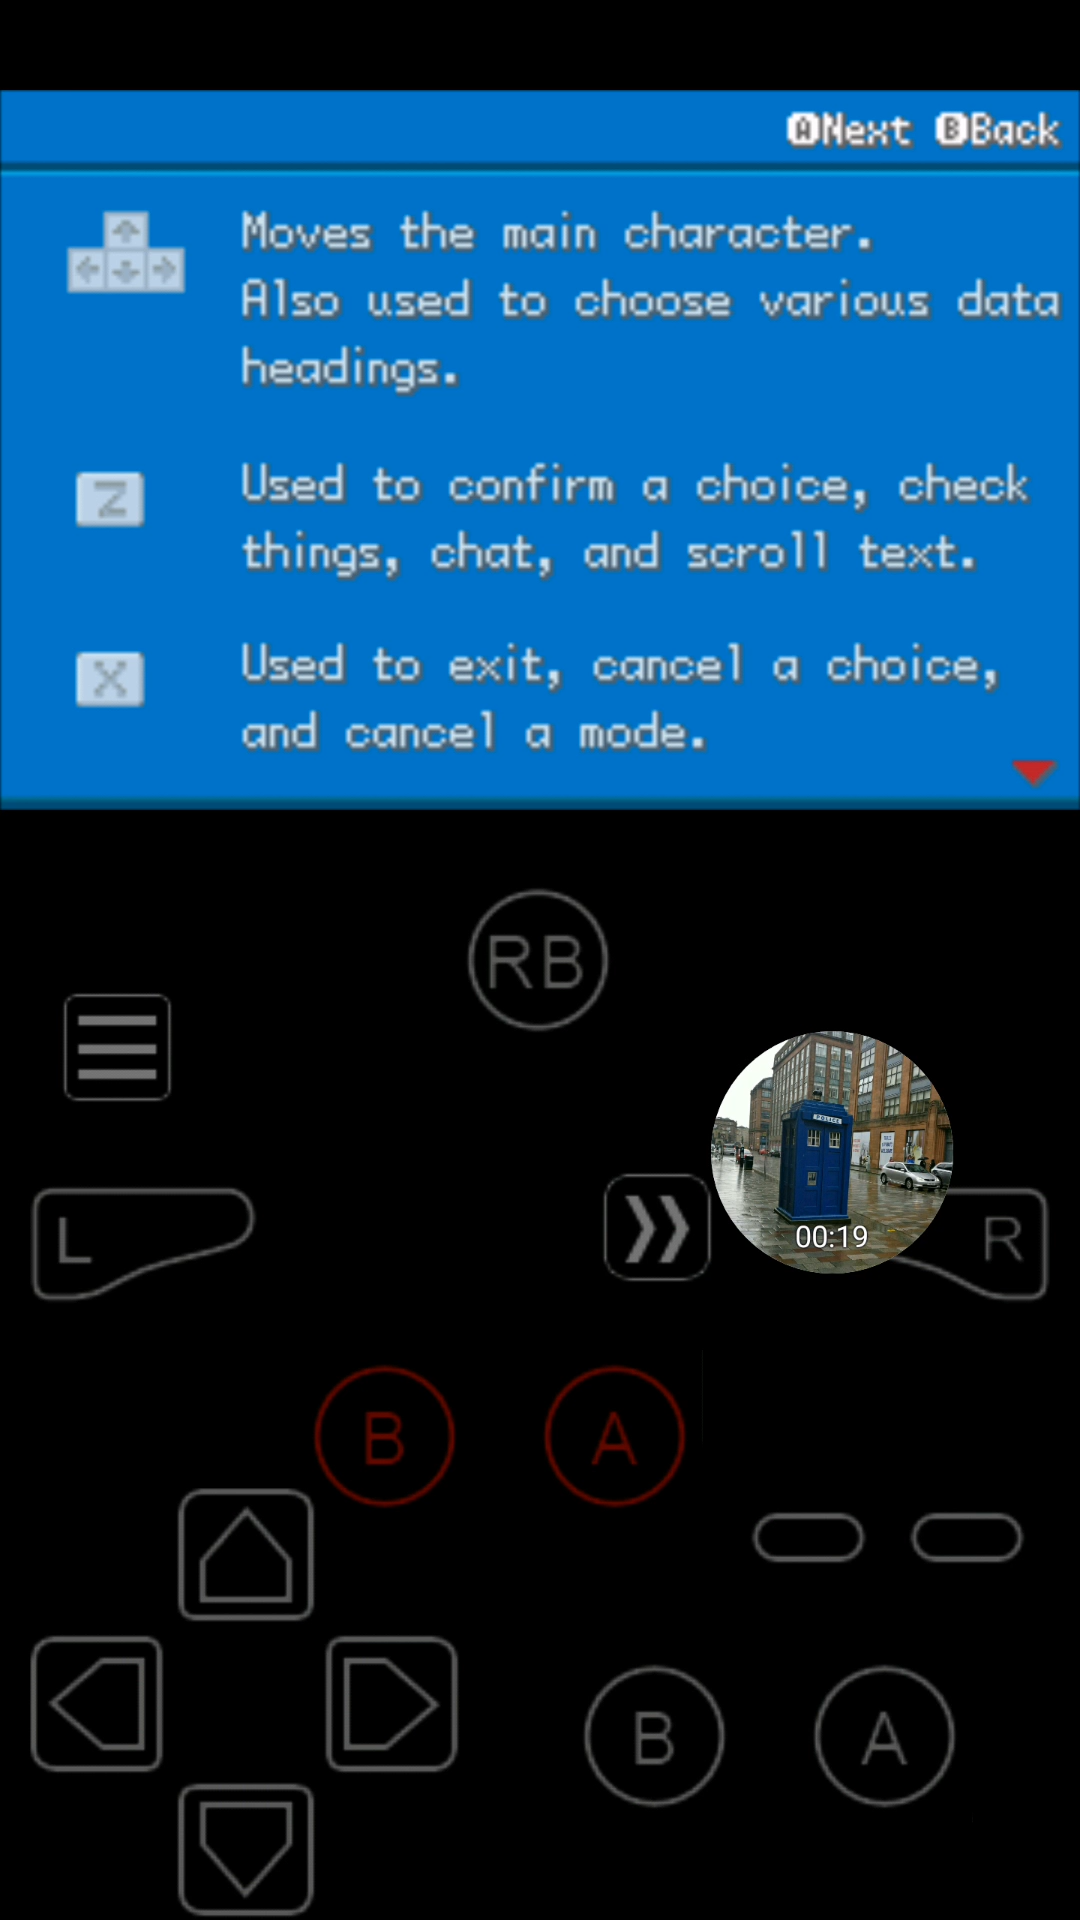 ⒶNext ⒷBack
Moves the main character.
Also used to choose various data
headings.
Z
Used to confirm a choice, check
things, chat, and scroll text.
X
Used to exit, cancel a choice,
and cancel a mode.
RB
POLICE
L
00:19
R
B A
B A